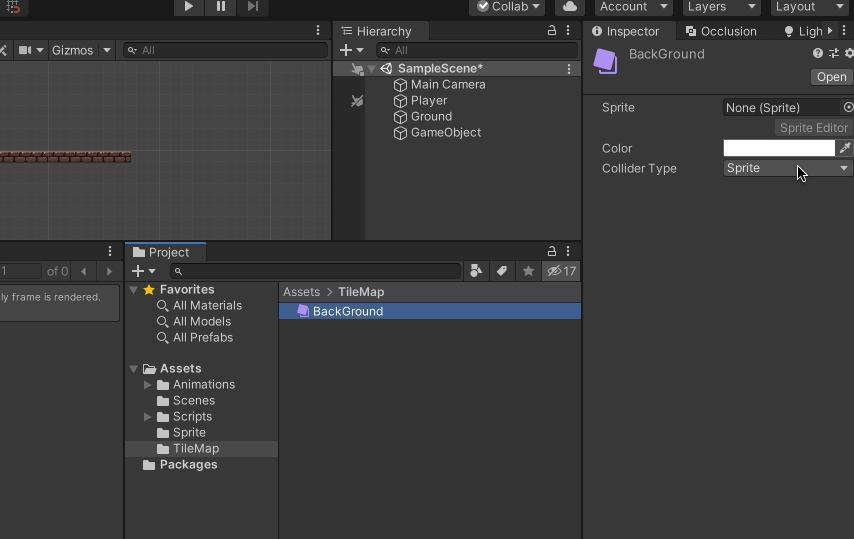 Collab
Account
Layers
Layout
Gizmos
All
Hierarchy
All
SampleScene*
Main Camera
Player
Ground
GameObject
Inspector
Occlusion
Ligh
BackGround
Open
Sprite
None (Sprite)
Sprite Editor
Color
Collider Type
Sprite
1
of 0
ly frame is rendered.
Project
17
Favorites
All Materials
All Models
All Prefabs
Assets
Animations
Scenes
Scripts
Sprite
TileMap
Packages
Assets > TileMap
BackGround